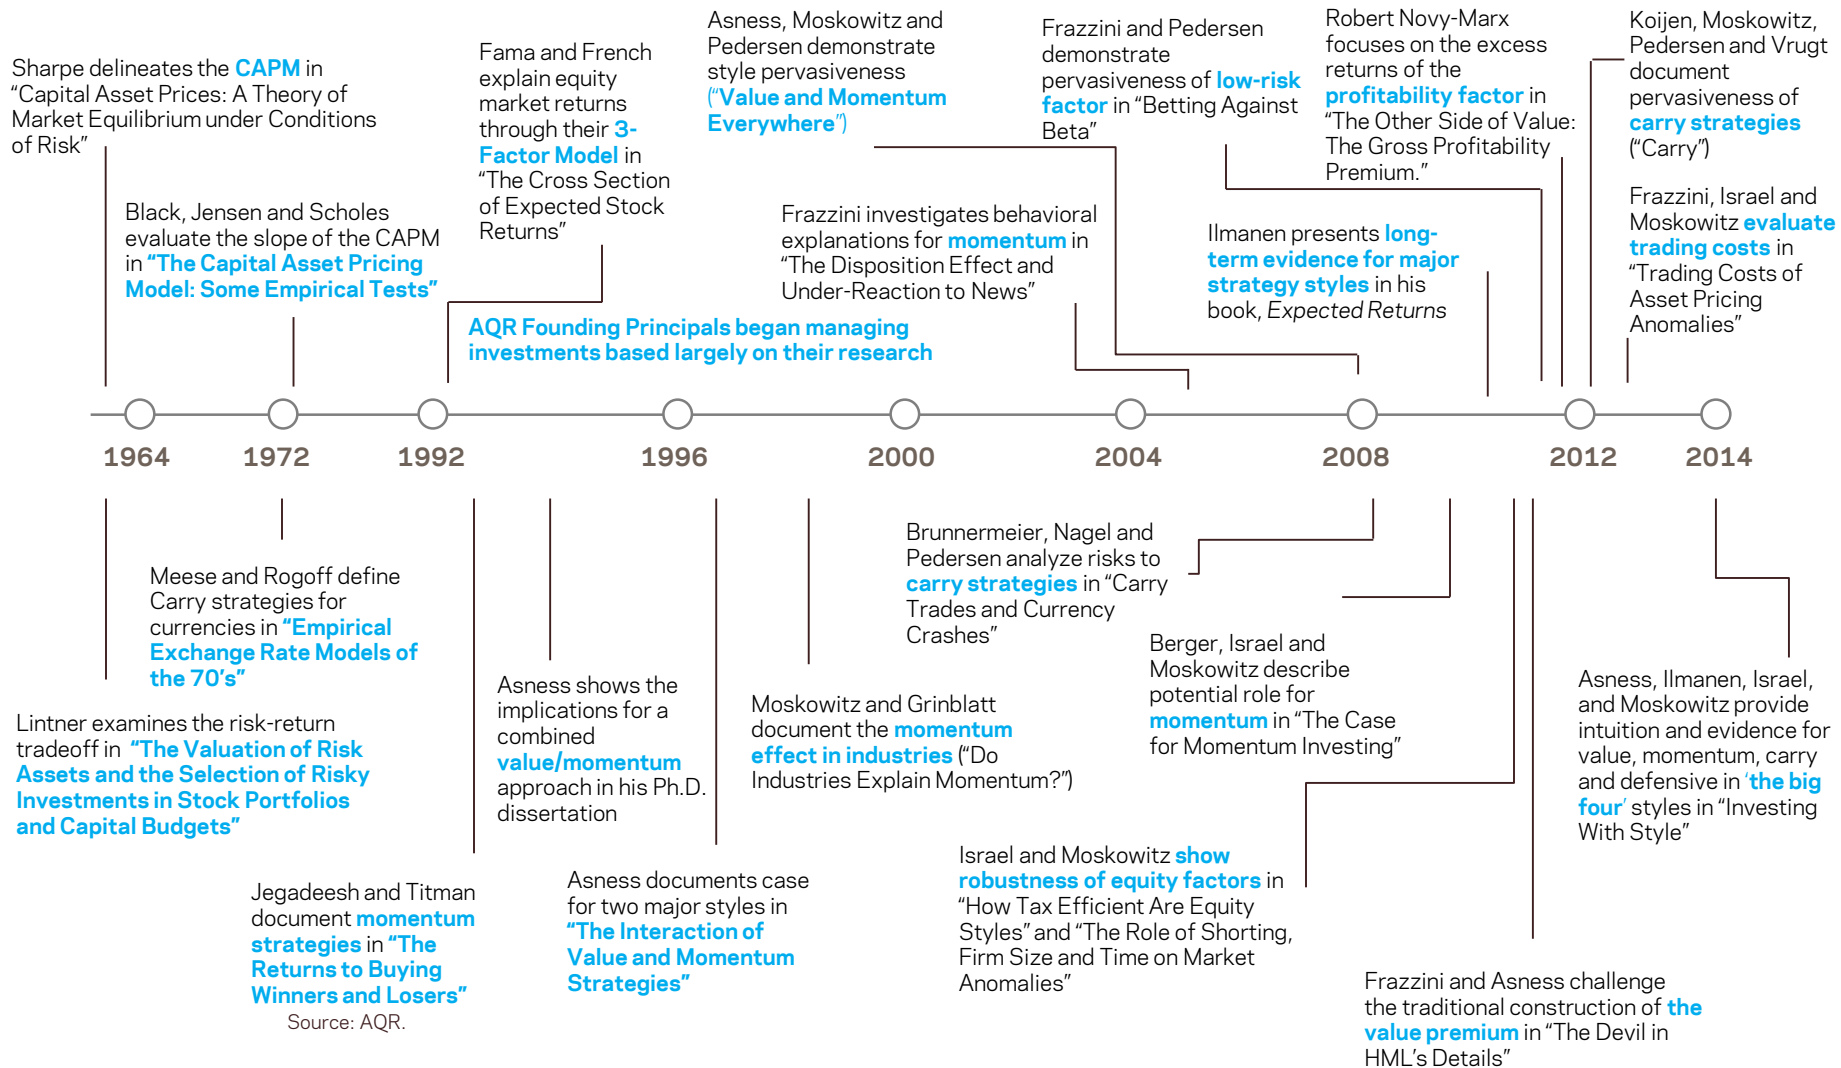 Sharpe delineates the CAPM in
“Capital Asset Prices: A Theory of
Market Equilibrium under Conditions
of Risk”
Black, Jensen and Scholes
evaluate the slope of the CAPM
in “The Capital Asset Pricing
Model: Some Empirical Tests”
Fama and French
explain equity
market returns
through their 3-
Factor Model in
“The Cross Section
of Expected Stock
Returns”
AQR Founding Principals began managing
investments based largely on their research
Asness, Moskowitz and
Pedersen demonstrate
style pervasiveness
(“Value and Momentum
Everywhere”)
Frazzini investigates behavioral
explanations for momentum in
“The Disposition Effect and
Under-Reaction to News”
Frazzini and Pedersen
demonstrate
pervasiveness of low-risk
factor in “Betting Against
Beta”
Ilmanen presents long-
term evidence for major
strategy styles in his
book, Expected Returns
Robert Novy-Marx
focuses on the excess
returns of the
profitability factor in
“The Other Side of Value:
The Gross Profitability
Premium.”
Koijen, Moskowitz,
Pedersen and Vrugt
document
pervasiveness of
carry strategies
(“Carry”)
Frazzini, Israel and
Moskowitz evaluate
trading costs in
“Trading Costs of
Asset Pricing
Anomalies”
1964 1972 1992 1996 2000 2004 2008 2012 2014
Meese and Rogoff define
Carry strategies for
currencies in “Empirical
Exchange Rate Models of
the 70’s”
Lintner examines the risk-return
tradeoff in “The Valuation of Risk
Assets and the Selection of Risky
Investments in Stock Portfolios
and Capital Budgets”
Jegadeesh and Titman
document momentum
strategies in “The
Returns to Buying
Winners and Losers”
Source: AQR.
Asness shows the
implications for a
combined
value/momentum
approach in his Ph.D.
dissertation
Asness documents case
for two major styles in
“The Interaction of
Value and Momentum
Strategies”
Moskowitz and Grinblatt
document the momentum
effect in industries (“Do
Industries Explain Momentum?”)
Brunnermeier, Nagel and
Pedersen analyze risks to
carry strategies in “Carry
Trades and Currency
Crashes”
Berger, Israel and
Moskowitz describe
potential role for
momentum in “The Case
for Momentum Investing”
Israel and Moskowitz show
robustness of equity factors in
“How Tax Efficient Are Equity
Styles” and “The Role of Shorting,
Firm Size and Time on Market
Anomalies”
Frazzini and Asness challenge
the traditional construction of the
value premium in “The Devil in
HML’s Details”
Asness, Ilmanen, Israel,
and Moskowitz provide
intuition and evidence for
value, momentum, carry
and defensive in ‘the big
four’ styles in “Investing
With Style”